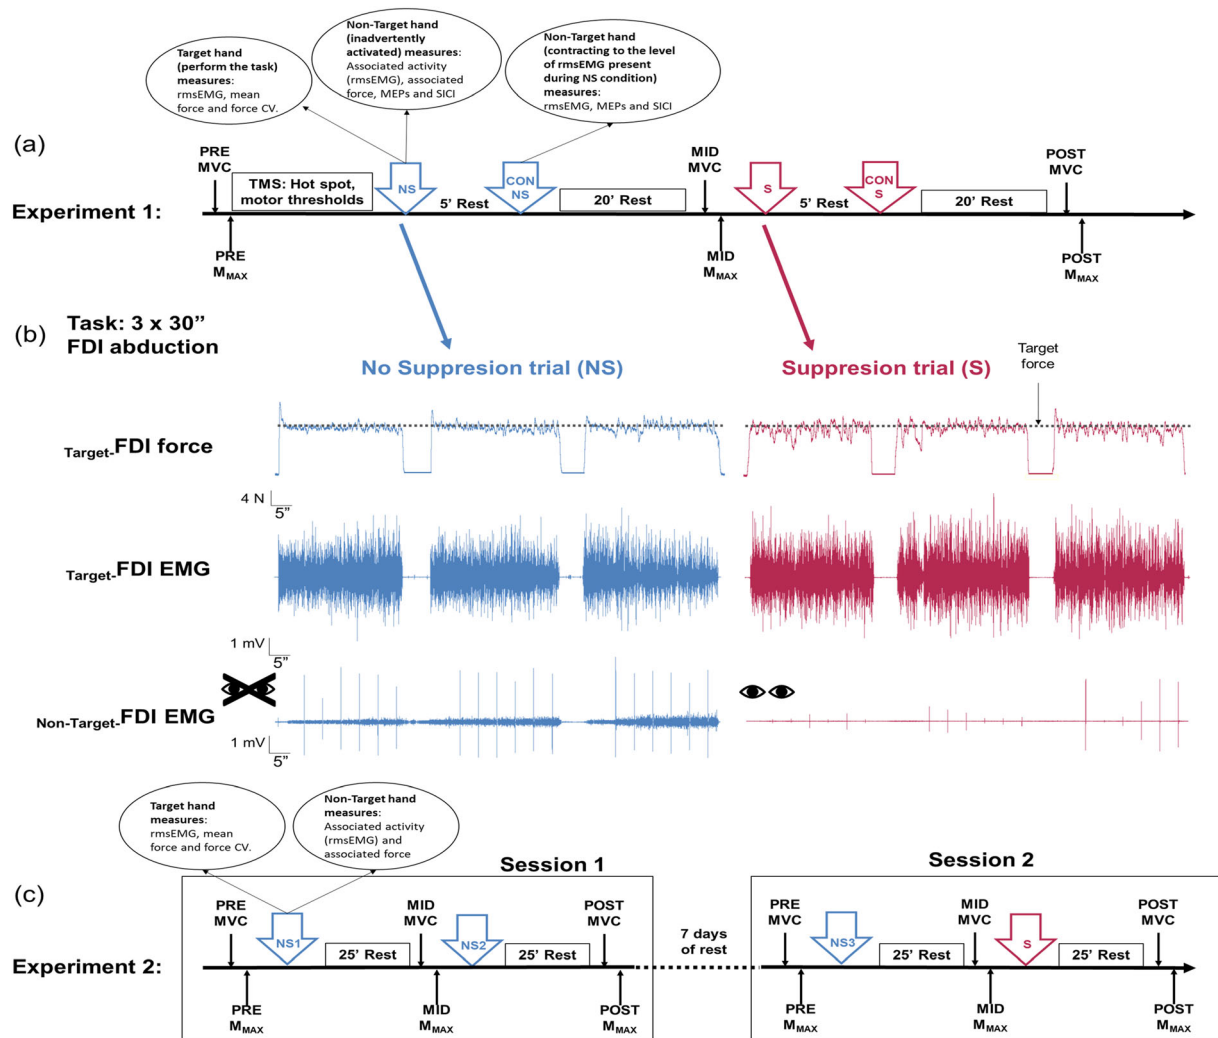 Target hand
(perform the task)
measures:
rmsEMG, mean
force and force CV.
Non-Target hand
(inadvertently
activated) measures:
Associated activity
(rmsEMG), associated
force, MEPs and SICI
Non-Target hand
(contracting to the level
of rmsEMG present
during NS condition)
measures:
rmsEMG, MEPs and SICI
(a)
Experiment 1:
PRE
MVC
TMS: Hot spot,
motor thresholds
NS
5' Rest
CON
NS
20' Rest
MID
MVC
S
5' Rest
CON
S
20' Rest
POST
MVC
PRE
MMAX
MID
MMAX
POST
MMAX
(b)
Task: 3 x 30”
FDI abduction
No Suppresion trial (NS)
Suppresion trial (S)
Target
force
Target-FDI force
4 N
5”
Target-FDI EMG
1 mV
5”
Non-Target-FDI EMG
1 mV
5”
Target hand
measures:
rmsEMG, mean
force and force CV.
Non-Target hand
measures:
Associated activity
(rmsEMG) and
associated force
(c)
Experiment 2:
Session 1
PRE
MVC
NS1
25' Rest
MID
MVC
NS2
25' Rest
POST
MVC
PRE
MMAX
MID
MMAX
POST
MMAX
7 days
of rest
Session 2
PRE
MVC
NS3
25' Rest
MID
MVC
S
25' Rest
POST
MVC
PRE
MMAX
MID
MMAX
POST
MMAX